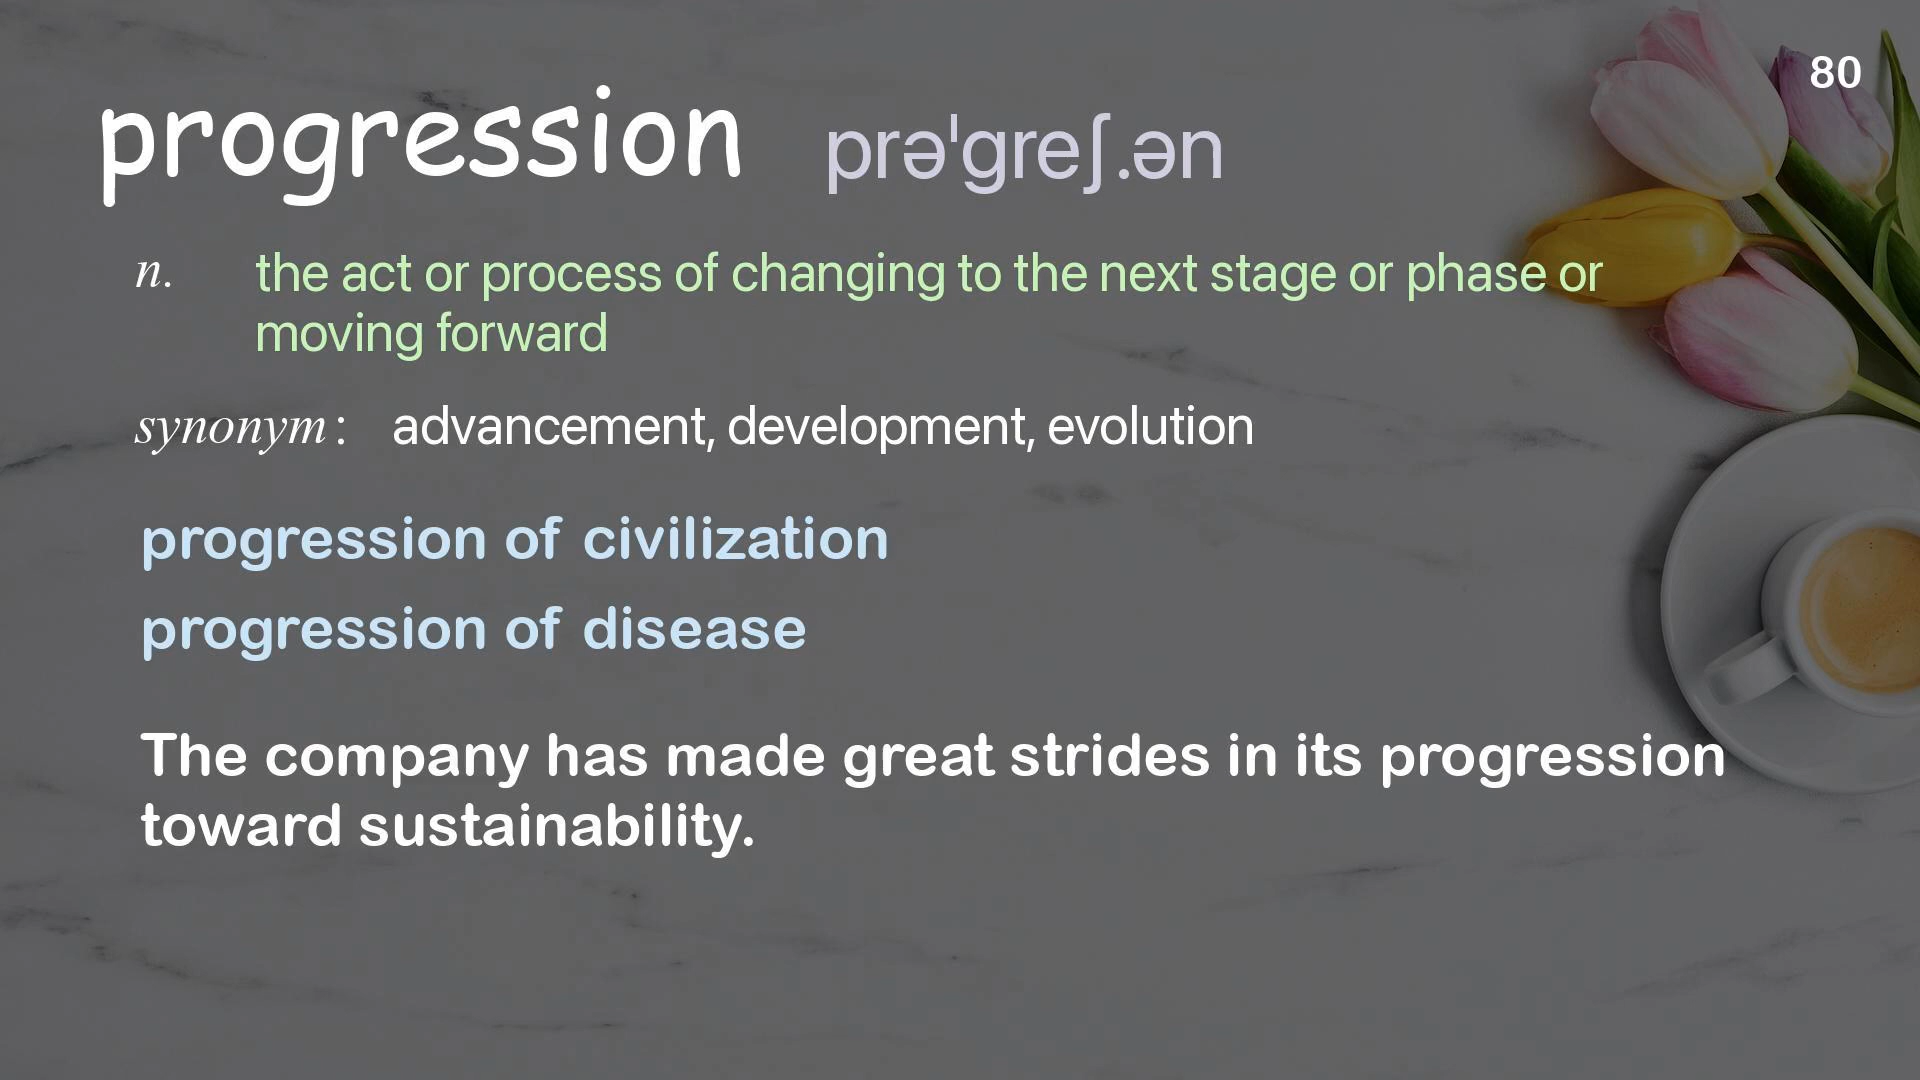 80
progression prəˈɡreʃ.ən
n. the act or process of changing to the next stage or phase or
moving forward
synonym : advancement, development, evolution
progression of civilization
progression of disease
The company has made great strides in its progression
toward sustainability.